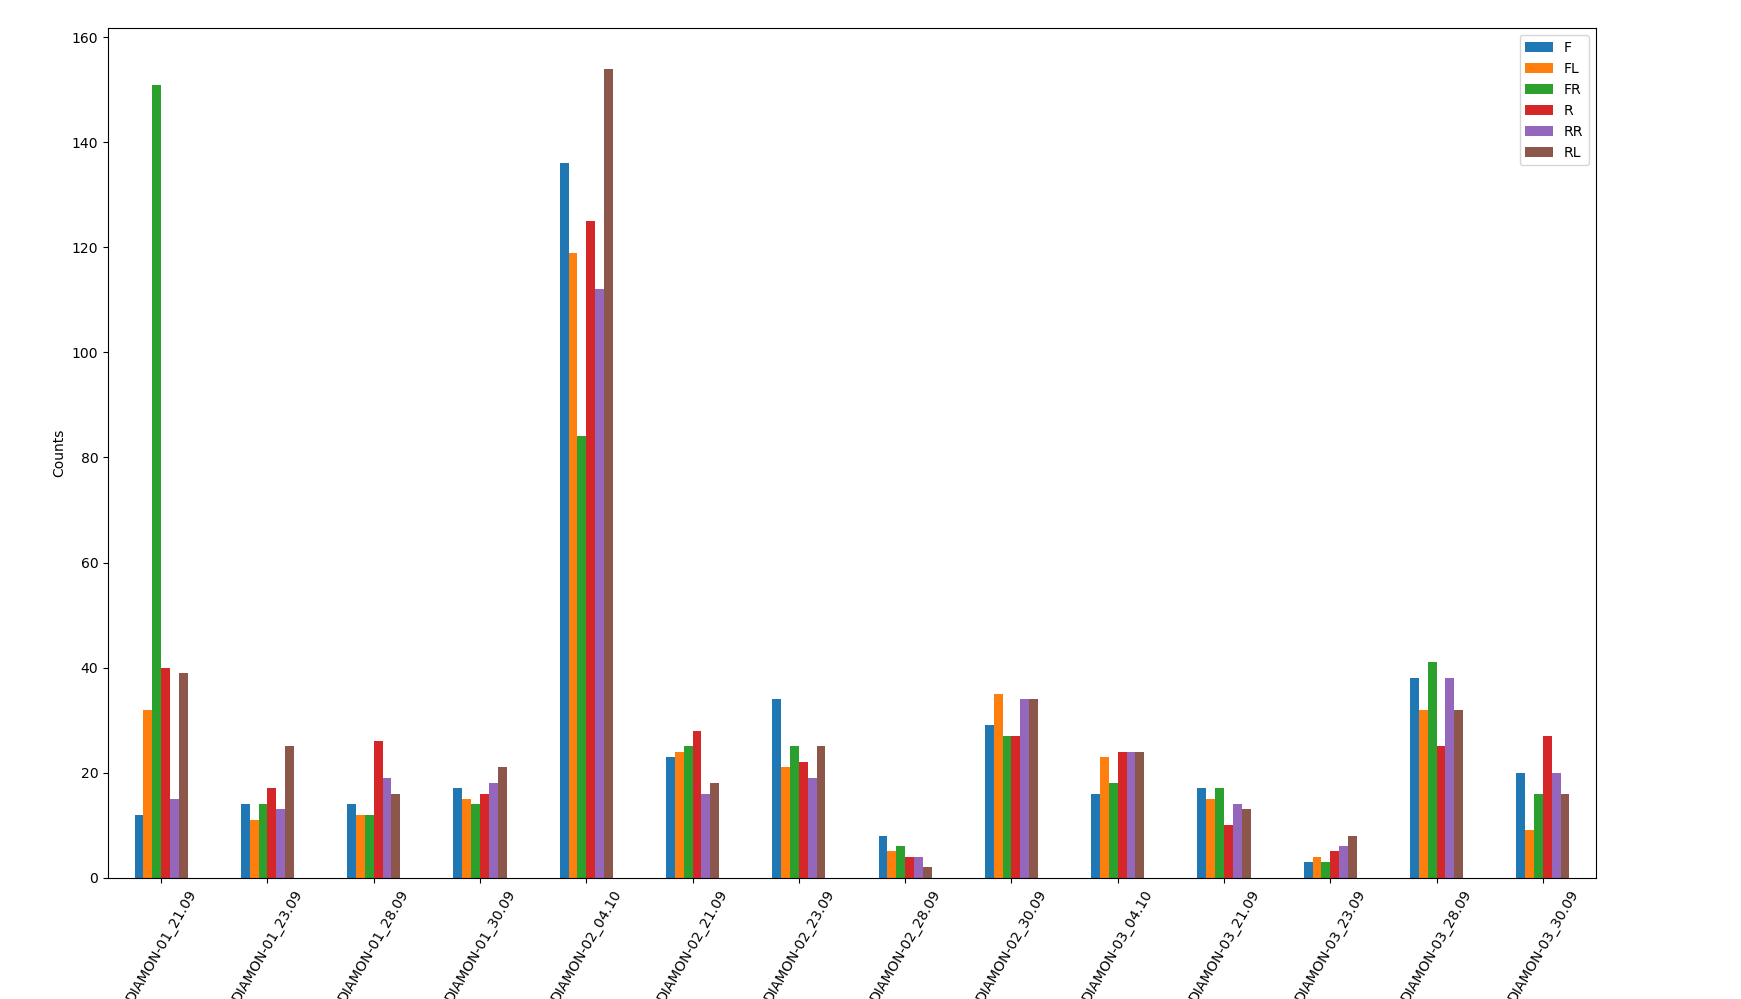 160
140
120
100
80
60
40
20
0
Counts
F
FL
FR
R
RR
RL
DIAMON-01_21.09
DIAMON-01_23.09
DIAMON-01_28.09
DIAMON-01_30.09
DIAMON-02_04.10
DIAMON-02_21.09
DIAMON-02_23.09
DIAMON-02_28.09
DIAMON-02_30.09
DIAMON-03_04.10
DIAMON-03_21.09
DIAMON-03_23.09
DIAMON-03_28.09
DIAMON-03_30.09